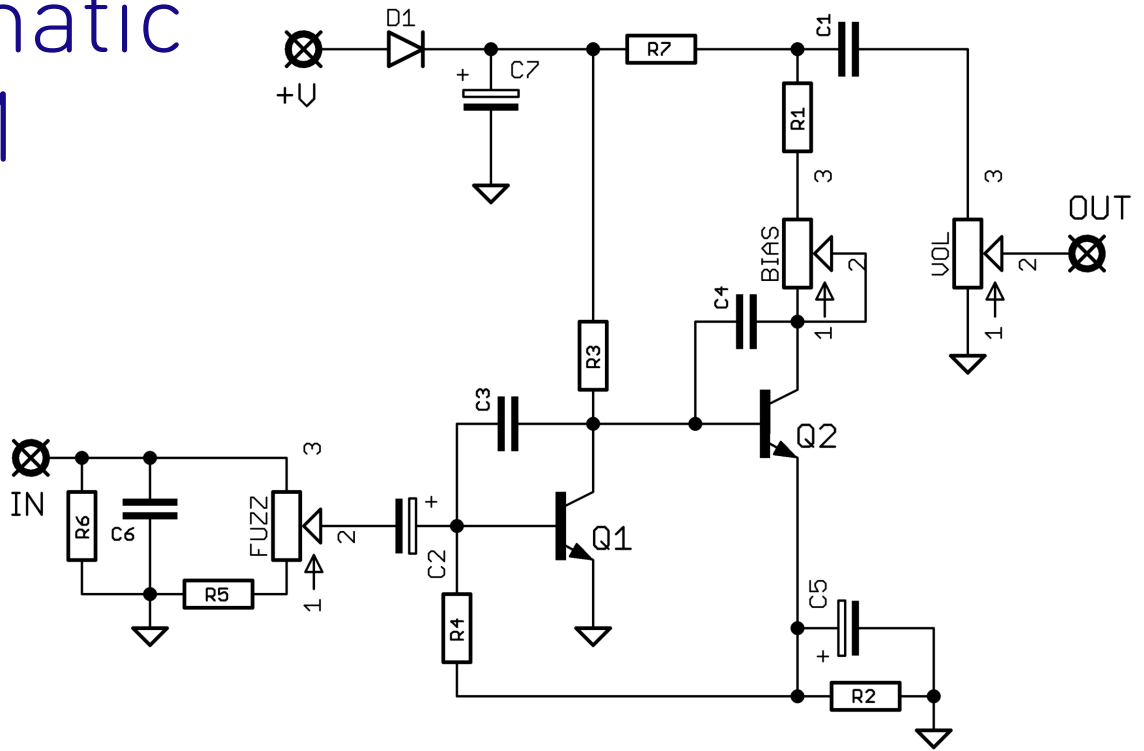 matic
D1
+V
+
C7
R7
C1
R1
3
3
BIAS
2
1
VOL
2
1
OUT
C4
R3
C3
Q2
IN
R6
C6
3
FUZZ
2
1
R5
+
C2
Q1
R4
C5
+
R2